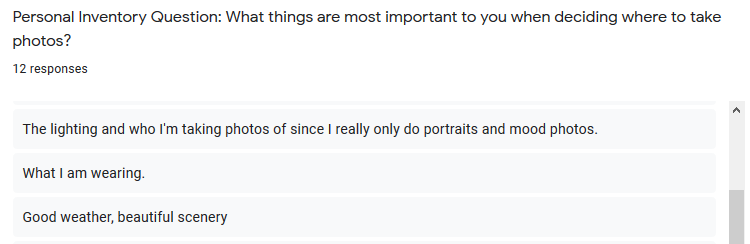 Personal Inventory Question: What things are most important to you when deciding where to take
photos?
12 responses
The lighting and who I'm taking photos of since I really only do portraits and mood photos.
What I am wearing.
Good weather, beautiful scenery